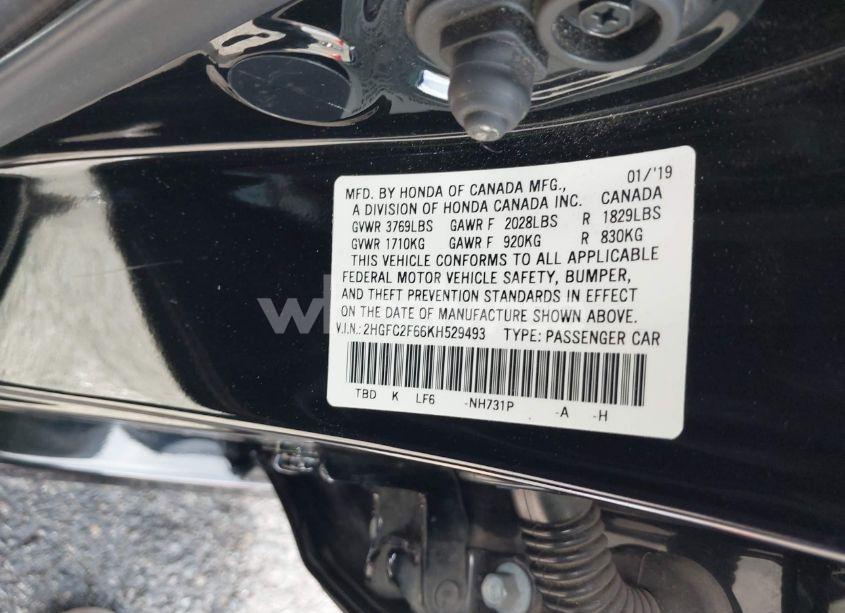 MFD. BY HONDA OF CANADA MFG., 01/'19
A DIVISION OF HONDA CANADA INC. CANADA
GVWR 3769LBS GAWR F 2028LBS R 1829LBS
GVWR 1710KG GAWR F 920KG R 830KG
THIS VEHICLE CONFORMS TO ALL APPLICABLE
FEDERAL MOTOR VEHICLE SAFETY, BUMPER,
AND THEFT PREVENTION STANDARDS IN EFFECT
ON THE DATE OF MANUFACTURE SHOWN ABOVE.
V.I.N.: 2HGFC2F66KH529493 TYPE: PASSENGER CAR
TBD K LF6 -NH731P -A -H